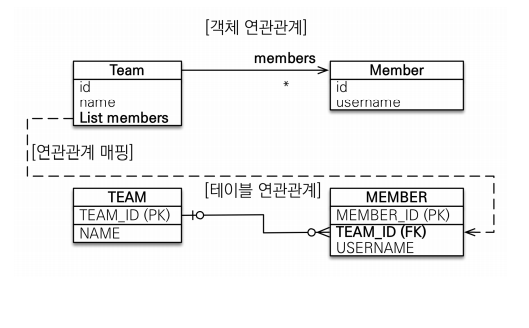 [객체 연관관계]
members
Team
Member
*
id
name
List members
id
username
[연관관계 매핑]
[테이블 연관관계]
TEAM
TEAM_ID (PK)
NAME
MEMBER
MEMBER_ID (PK)
TEAM_ID (FK)
USERNAME